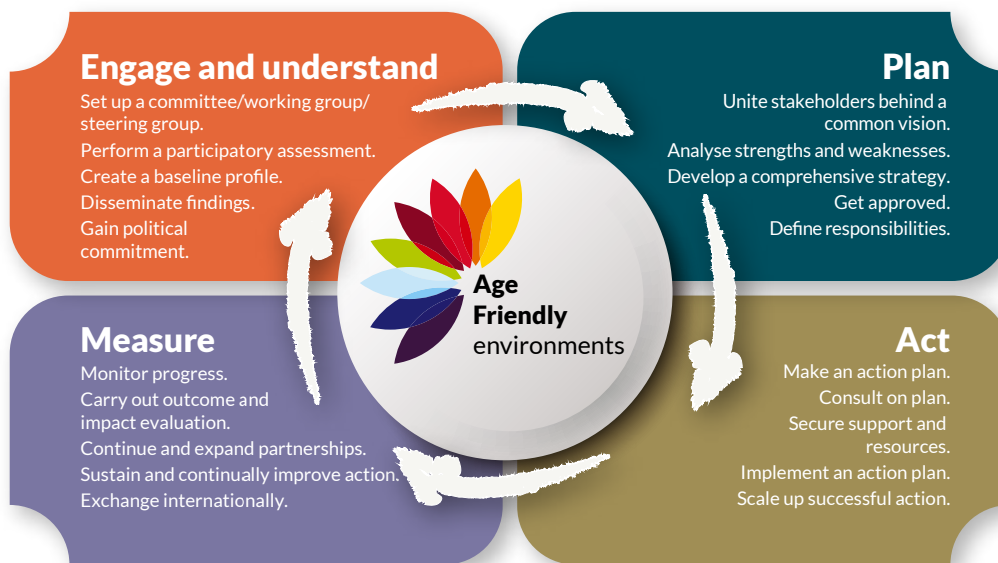 Engage and understand
Set up a committee/working group/
steering group.
Perform a participatory assessment.
Create a baseline profile.
Disseminate findings.
Gain political
commitment.
Plan
Unite stakeholders behind a
common vision.
Analyse strengths and weaknesses.
Develop a comprehensive strategy.
Get approved.
Define responsibilities.
Age
Friendly
environments
Measure
Monitor progress.
Carry out outcome and
impact evaluation.
Continue and expand partnerships.
Sustain and continually improve action.
Exchange internationally.
Act
Make an action plan.
Consult on plan.
Secure support and
resources.
Implement an action plan.
Scale up successful action.